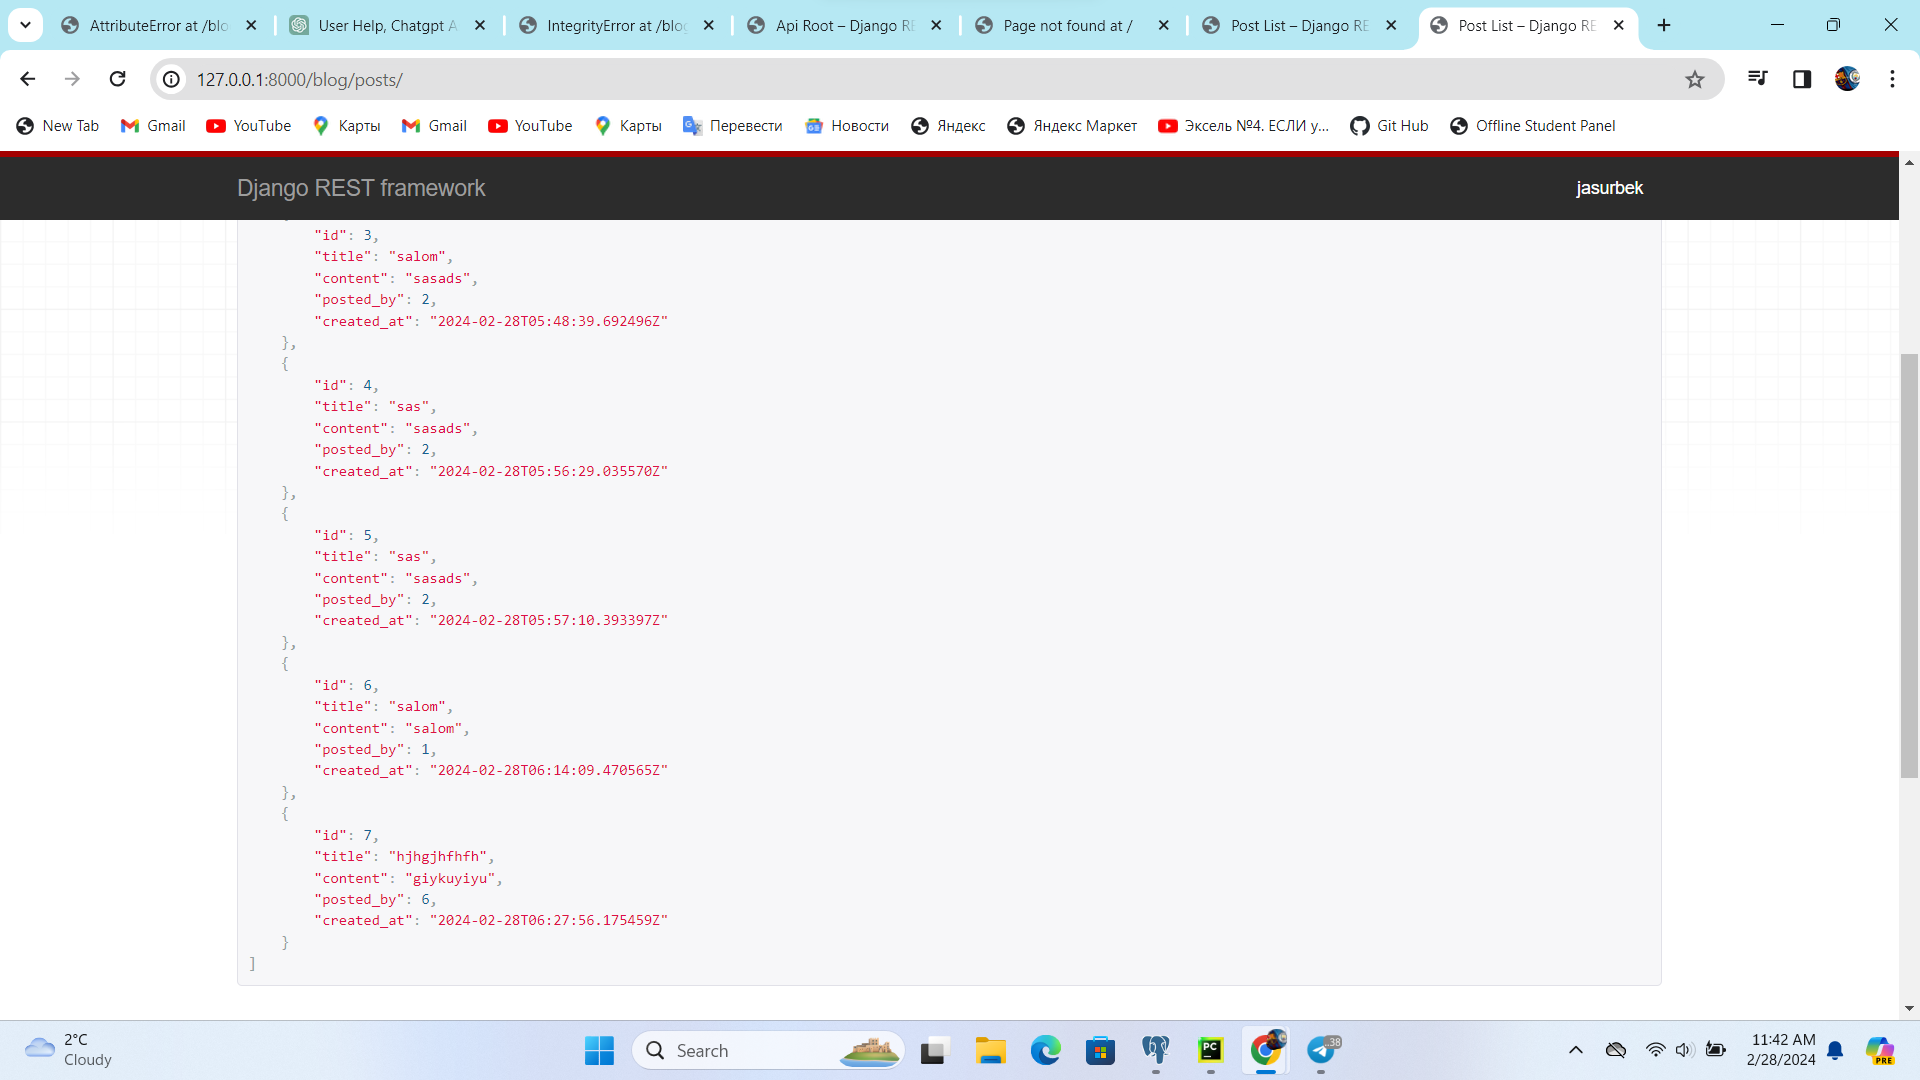 AttributeError at /blo
User Help, Chatgpt A
IntegrityError at /blog
Api Root – Django RE
Page not found at /
Post List – Django RE
Post List – Django RE
127.0.0.1:8000/blog/posts/
New Tab
Gmail
YouTube
Карты
Gmail
YouTube
Карты
Перевести
Новости
Яндекс
Яндекс Маркет
Эксель №4. ЕСЛИ у...
Git Hub
Offline Student Panel
Django REST framework
jasurbek
"id": 3,
"title": "salom",
"content": "sasads",
"posted_by": 2,
"created_at": "2024-02-28T05:48:39.692496Z"
},
{
"id": 4,
"title": "sas",
"content": "sasads",
"posted_by": 2,
"created_at": "2024-02-28T05:56:29.035570Z"
},
{
"id": 5,
"title": "sas",
"content": "sasads",
"posted_by": 2,
"created_at": "2024-02-28T05:57:10.393397Z"
},
{
"id": 6,
"title": "salom",
"content": "salom",
"posted_by": 1,
"created_at": "2024-02-28T06:14:09.470565Z"
},
{
"id": 7,
"title": "hjhgjhfhfh",
"content": "giykuyiyu",
"posted_by": 6,
"created_at": "2024-02-28T06:27:56.175459Z"
}
]
2°C
Cloudy
Search
PC
38
11:42 AM
2/28/2024
PRE